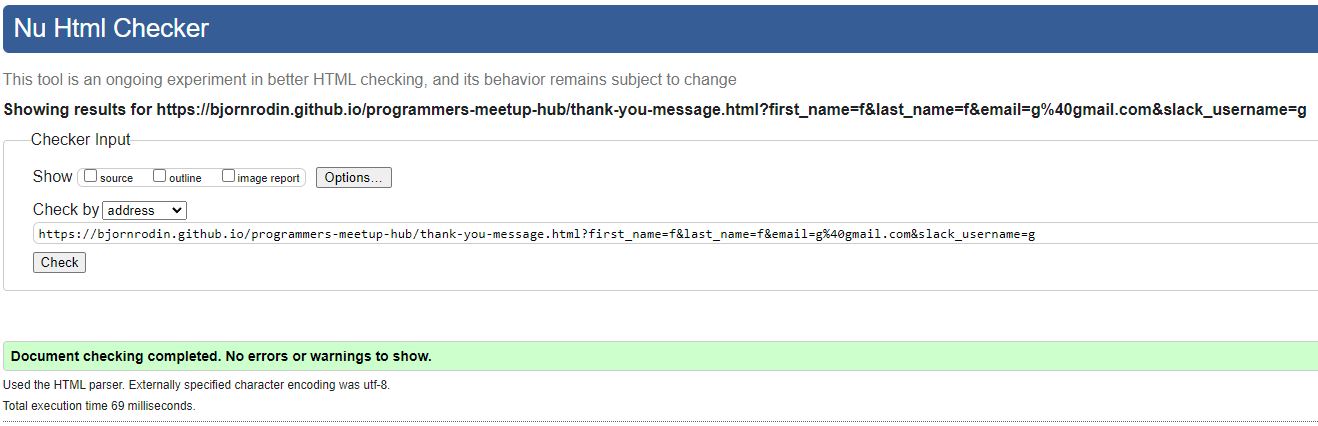 Nu Html Checker
This tool is an ongoing experiment in better HTML checking, and its behavior remains subject to change
Showing results for https://bjornrodin.github.io/programmers-meetup-hub/thank-you-message.html?first_name=f&last_name=f&email=g%40gmail.com&slack_username=g
Checker Input
Show source outline image report Options...
Check by address
https://bjornrodin.github.io/programmers-meetup-hub/thank-you-message.html?first_name=f&last_name=f&email=g%40gmail.com&slack_username=g
Check
Document checking completed. No errors or warnings to show.
Used the HTML parser. Externally specified character encoding was utf-8.
Total execution time 69 milliseconds.